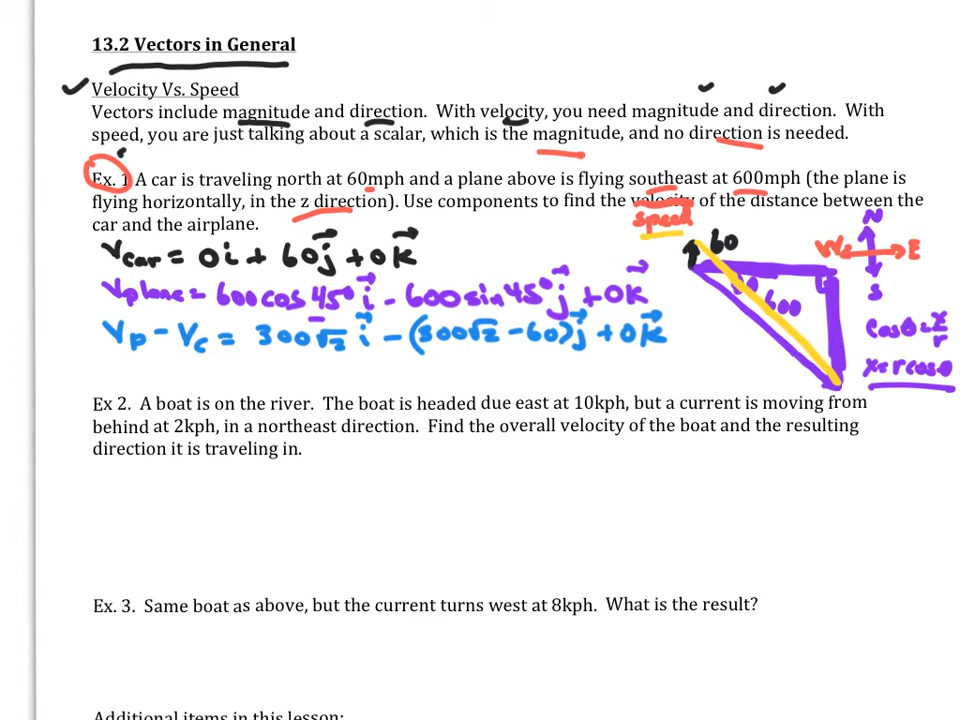 13.2 Vectors in General
Velocity Vs. Speed
Vectors include magnitude and direction. With velocity, you need magnitude and direction. With
speed, you are just talking about a scalar, which is the magnitude, and no direction is needed.
Ex. 1 A car is traveling north at 60mph and a plane above is flying southeast at 600mph (the plane is
flying horizontally, in the z direction). Use components to find the velocity of the distance between the
car and the airplane.
speed
Vcar = 0i + 60j + 0k
60
N
W E
S
Vplane = 600cos45° i - 600sin45° j + 0k
600
Vp - Vc = 300√2 i - (300√2 - 60)j + 0k
cosθ = x/r
x = r cosθ
Ex 2. A boat is on the river. The boat is headed due east at 10kph, but a current is moving from
behind at 2kph, in a northeast direction. Find the overall velocity of the boat and the resulting
direction it is traveling in.
Ex. 3. Same boat as above, but the current turns west at 8kph. What is the result?
Additional items in this lesson: